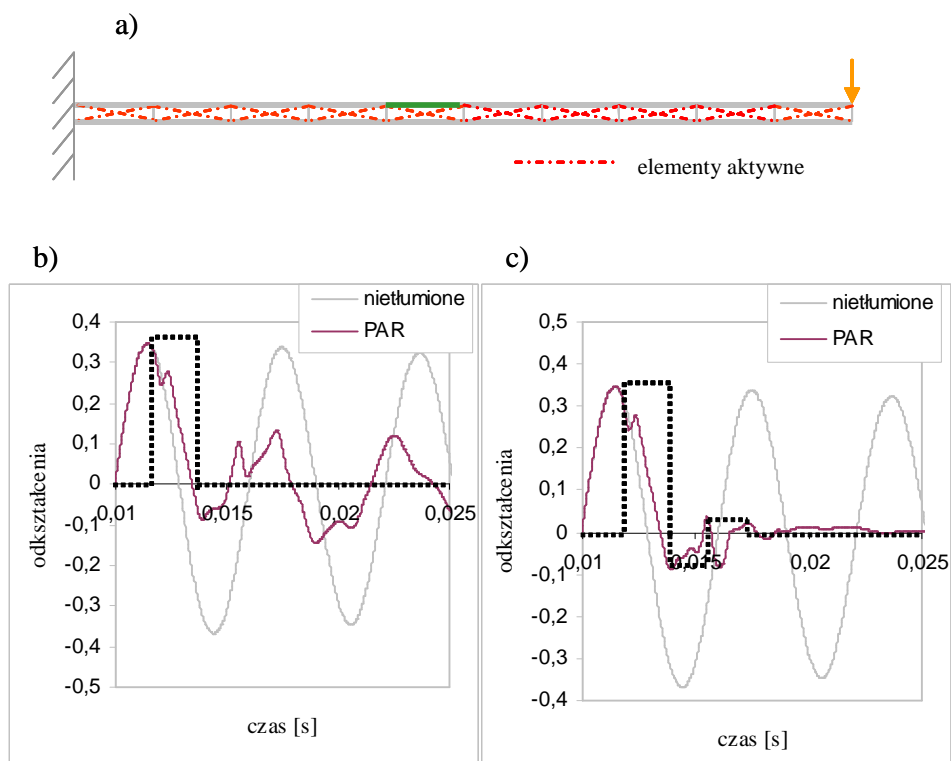 a)
elementy aktywne
b)
nietłumione
PAR
0,4
0,3
0,2
0,1
0
-0,1
-0,2
-0,3
-0,4
-0,5
0,01
0,015
0,02
0,025
odkształcenia
czas [s]
c)
nietłumione
PAR
0,5
0,4
0,3
0,2
0,1
0
-0,1
-0,2
-0,3
-0,4
0,01
0,015
0,02
0,025
odkształcenia
czas [s]